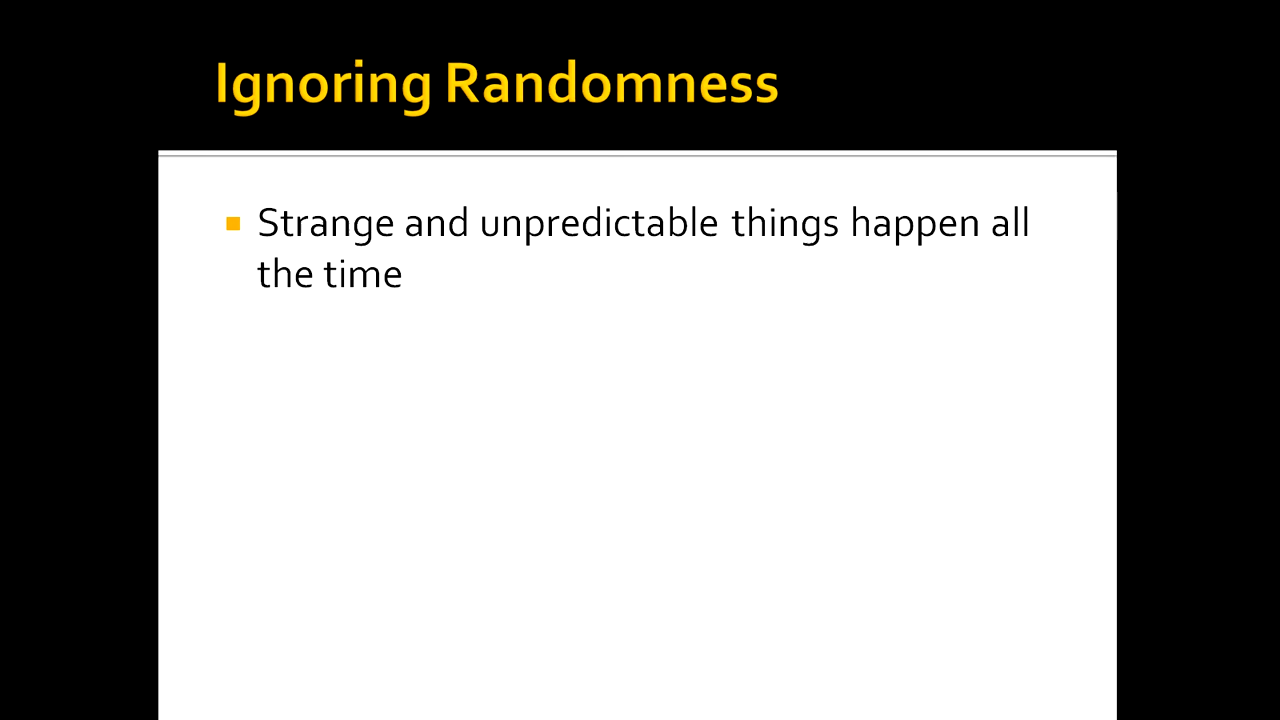 Ignoring Randomness
Strange and unpredictable things happen all
the time